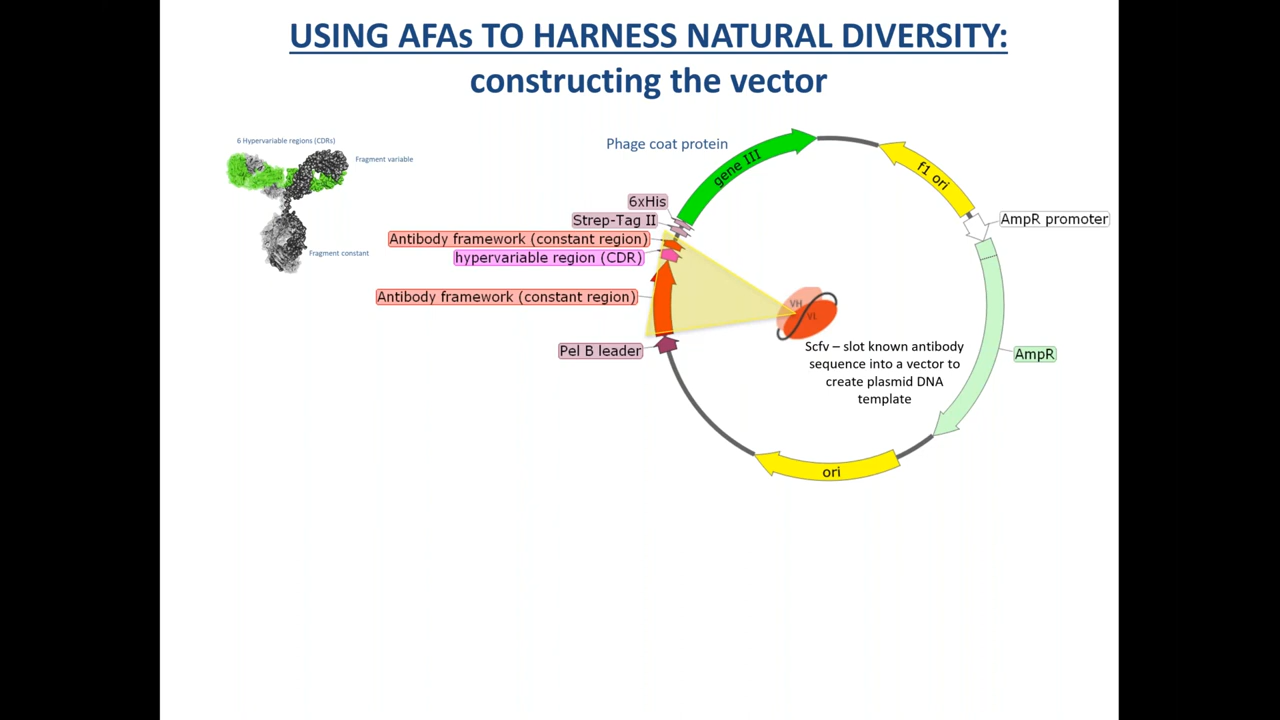 USING AFAs TO HARNESS NATURAL DIVERSITY:
constructing the vector
6 Hypervariable regions (CDRs)
Fragment variable
Fragment constant
Phage coat protein
gene III
f1 ori
6xHis
Strep-Tag II
AmpR promoter
Antibody framework (constant region)
hypervariable region (CDR)
Antibody framework (constant region)
VH
VL
Pel B leader
Scfv – slot known antibody
sequence into a vector to
create plasmid DNA
template
AmpR
ori